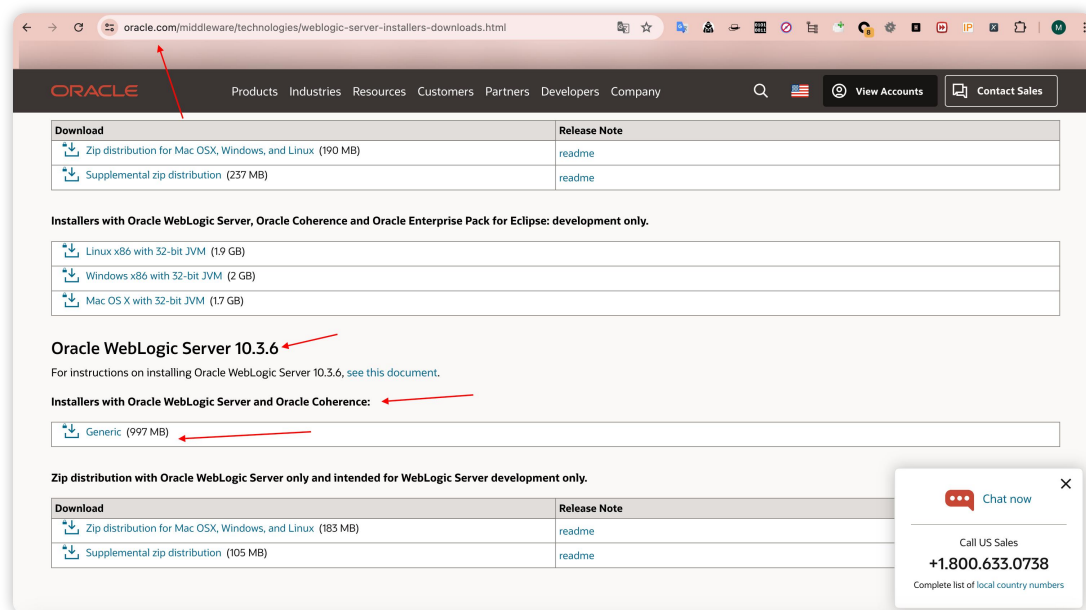 oracle.com/middleware/technologies/weblogic-server-installers-downloads.html
ORACLE
Products Industries Resources Customers Partners Developers Company
View Accounts
Contact Sales
Download Release Note
Zip distribution for Mac OSX, Windows, and Linux (190 MB) readme
Supplemental zip distribution (237 MB) readme
Installers with Oracle WebLogic Server, Oracle Coherence and Oracle Enterprise Pack for Eclipse: development only.
Linux x86 with 32-bit JVM (1.9 GB)
Windows x86 with 32-bit JVM (2 GB)
Mac OS X with 32-bit JVM (1.7 GB)
Oracle WebLogic Server 10.3.6
For instructions on installing Oracle WebLogic Server 10.3.6, see this document.
Installers with Oracle WebLogic Server and Oracle Coherence:
Generic (997 MB)
Zip distribution with Oracle WebLogic Server only and intended for WebLogic Server development only.
Download Release Note
Zip distribution for Mac OSX, Windows, and Linux (183 MB) readme
Supplemental zip distribution (105 MB) readme
Chat now
Call US Sales
+1.800.633.0738
Complete list of local country numbers